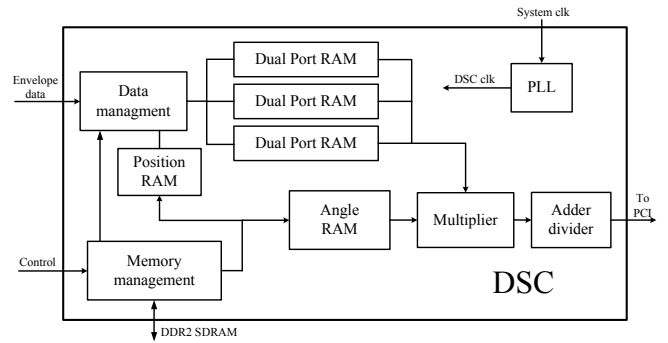 System clk
Envelope
data
Data
managment
Dual Port RAM
Dual Port RAM
Dual Port RAM
DSC clk
PLL
Position
RAM
Angle
RAM
Multiplier
Adder
divider
To
PCI
Control
Memory
management
DSC
DDR2 SDRAM